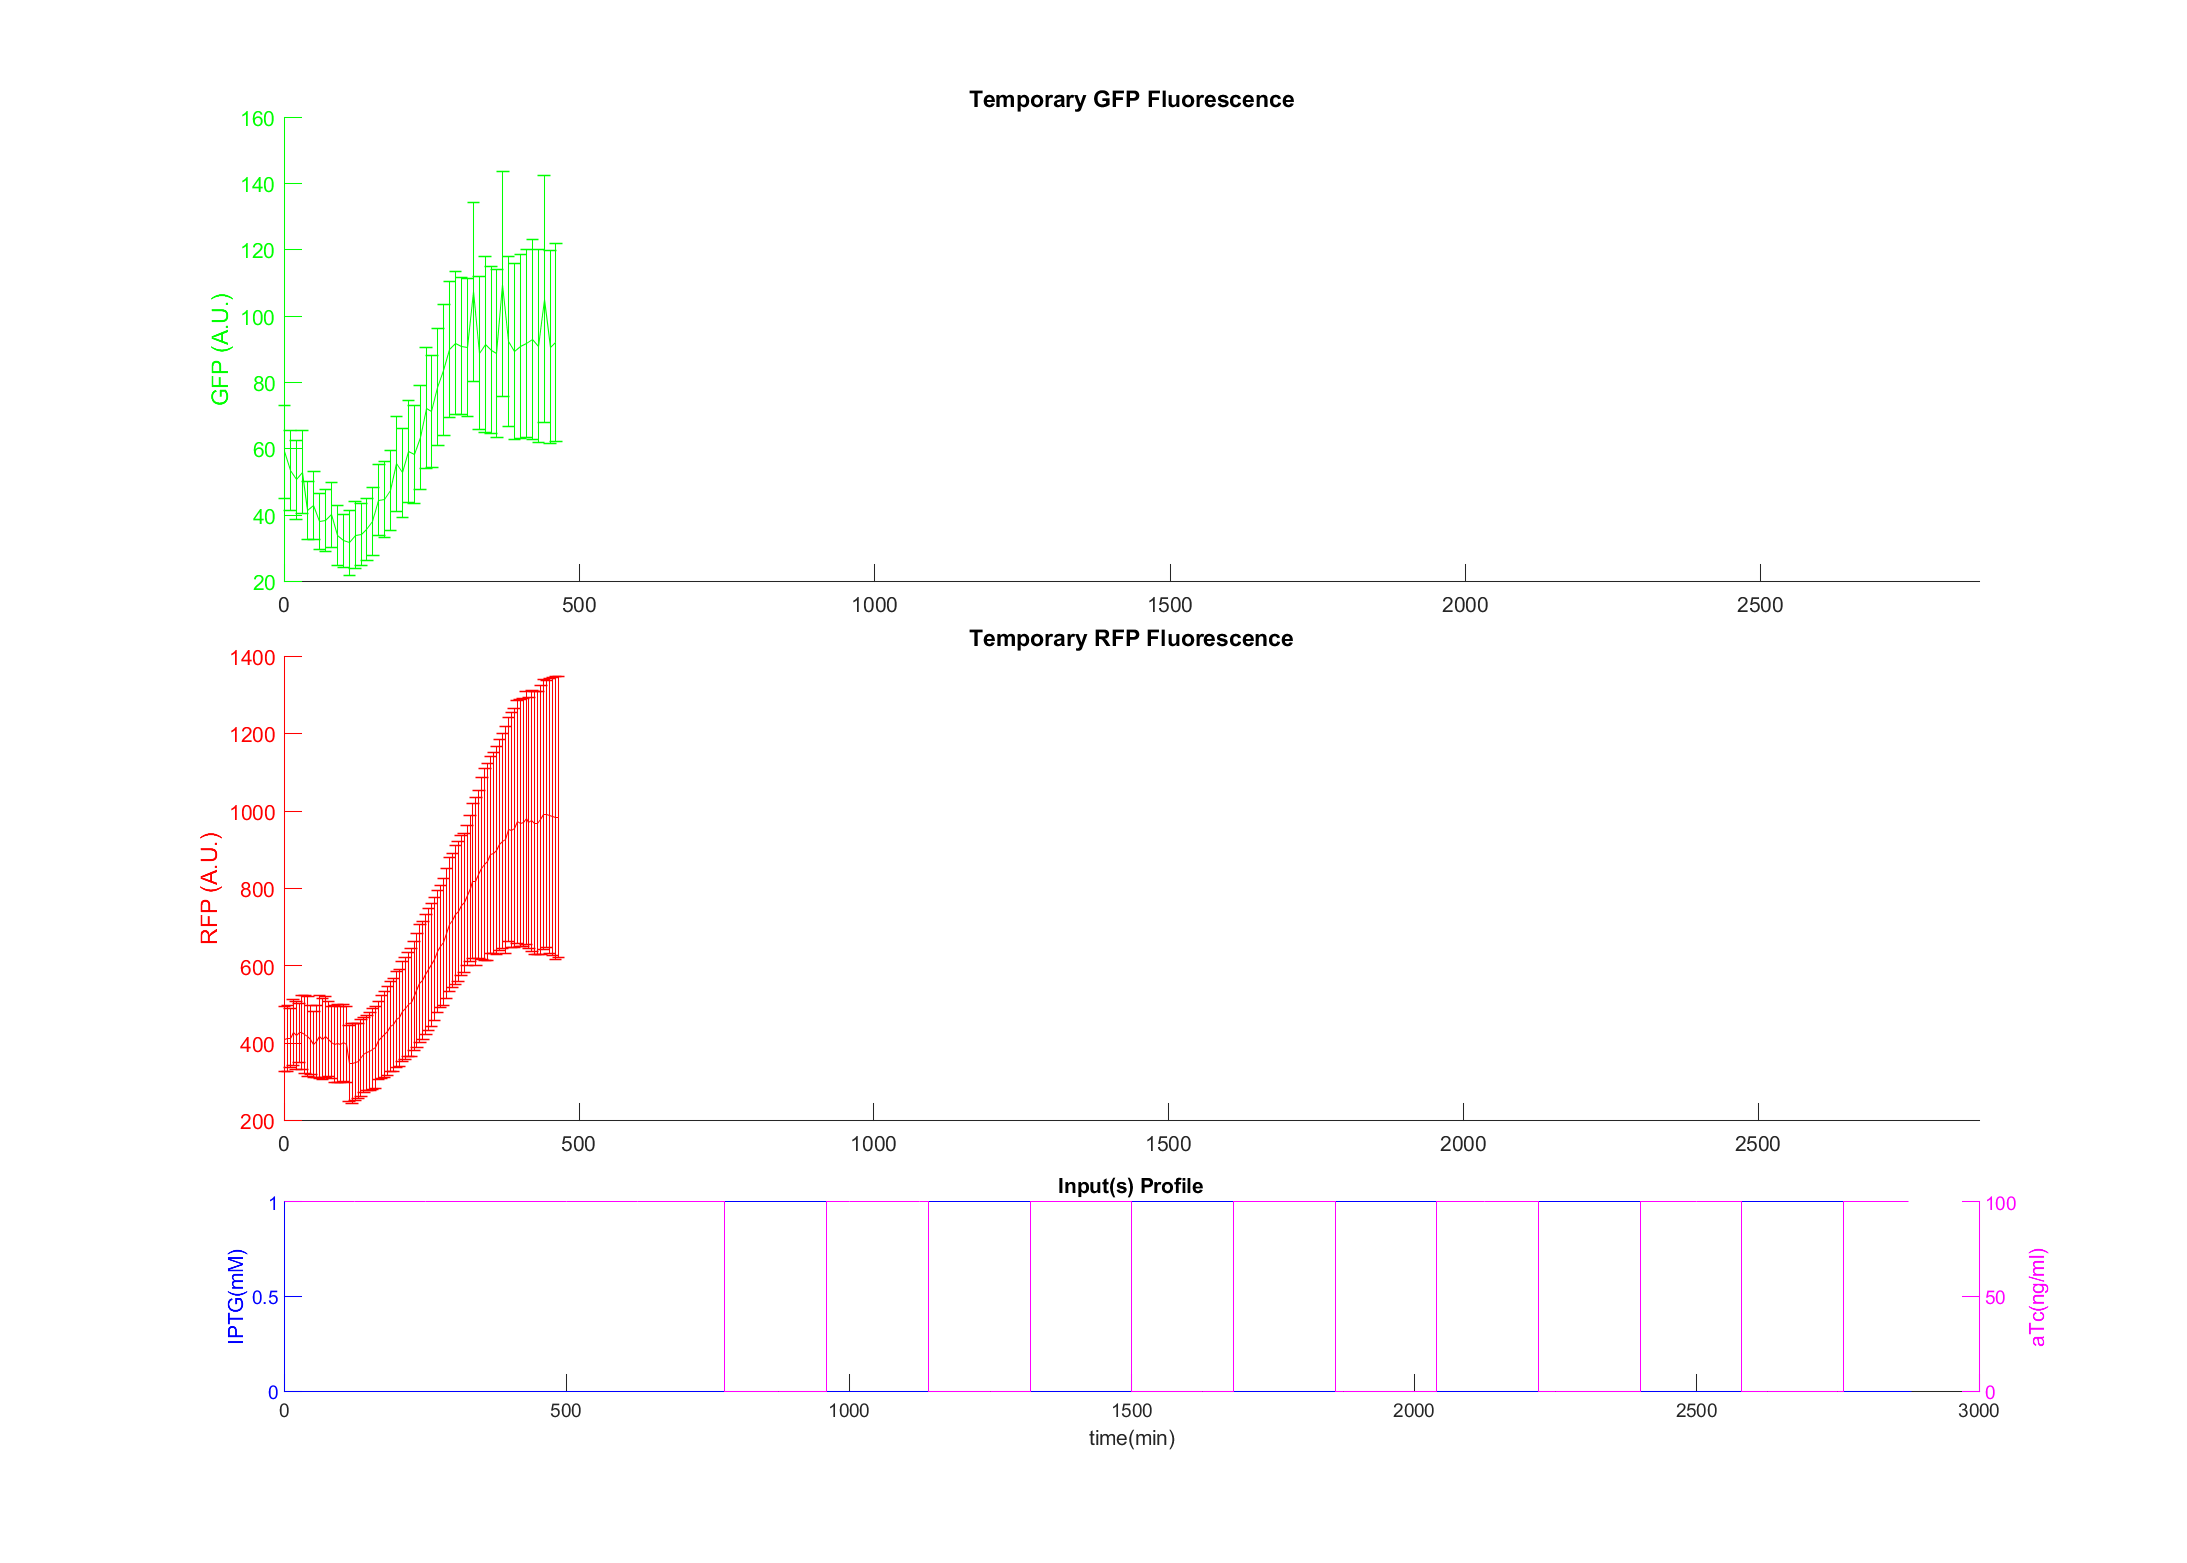 Temporary GFP Fluorescence
160
140
120
100
80
60
40
20
GFP (A.U.)
0 500 1000 1500 2000 2500
Temporary RFP Fluorescence
1400
1200
1000
800
600
400
200
RFP (A.U.)
0 500 1000 1500 2000 2500
Input(s) Profile
1
0.5
0
IPTG(mM)
100
50
0
aTc(ng/ml)
0 500 1000 1500 2000 2500 3000
time(min)